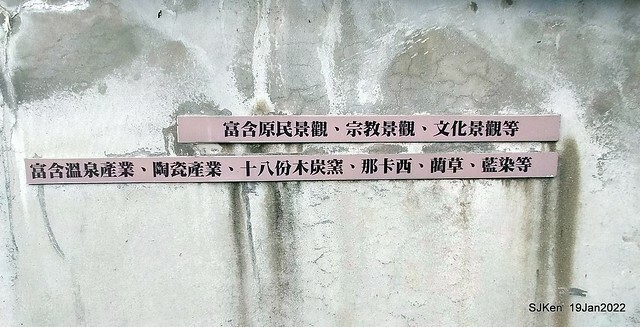 富含原民景觀、宗教景觀、文化景觀等
富含溫泉產業、陶瓷產業、十八份木炭窯、那卡西、藺草、藍染等
SJKen 19Jan2022